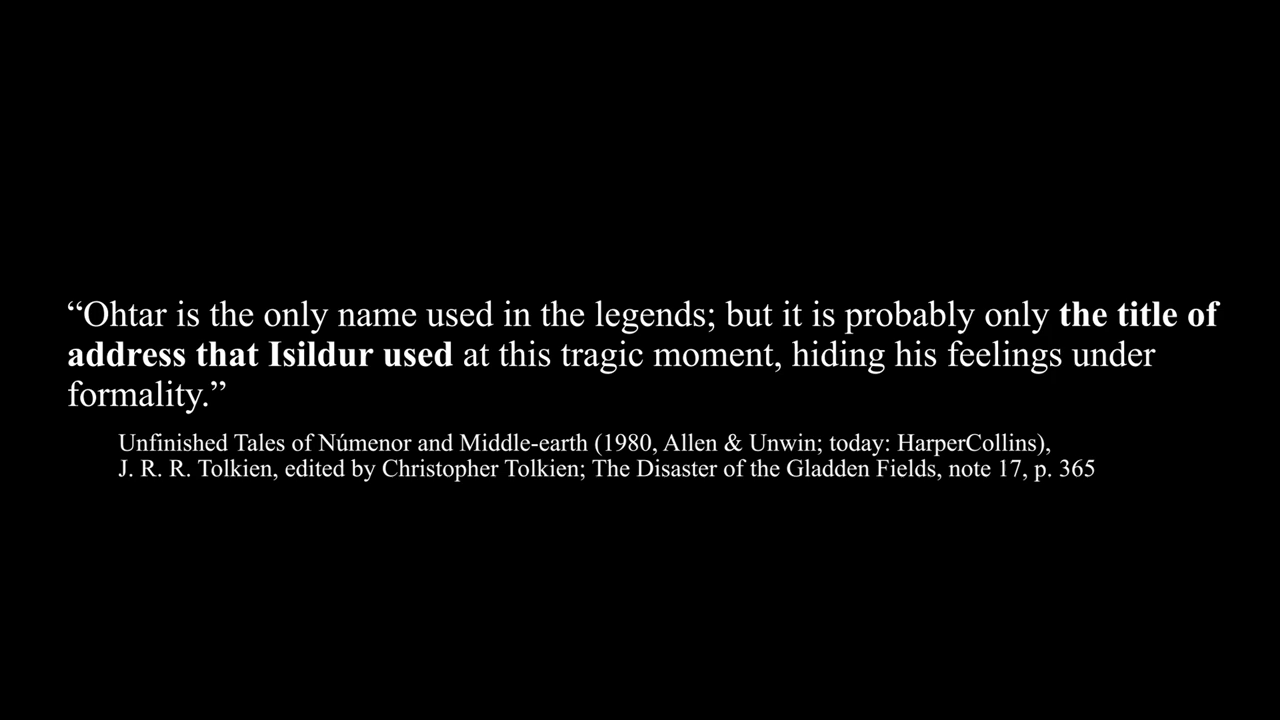 “Ohtar is the only name used in the legends; but it is probably only the title of
address that Isildur used at this tragic moment, hiding his feelings under
formality.”
Unfinished Tales of Númenor and Middle-earth (1980, Allen & Unwin; today: HarperCollins),
J. R. R. Tolkien, edited by Christopher Tolkien; The Disaster of the Gladden Fields, note 17, p. 365